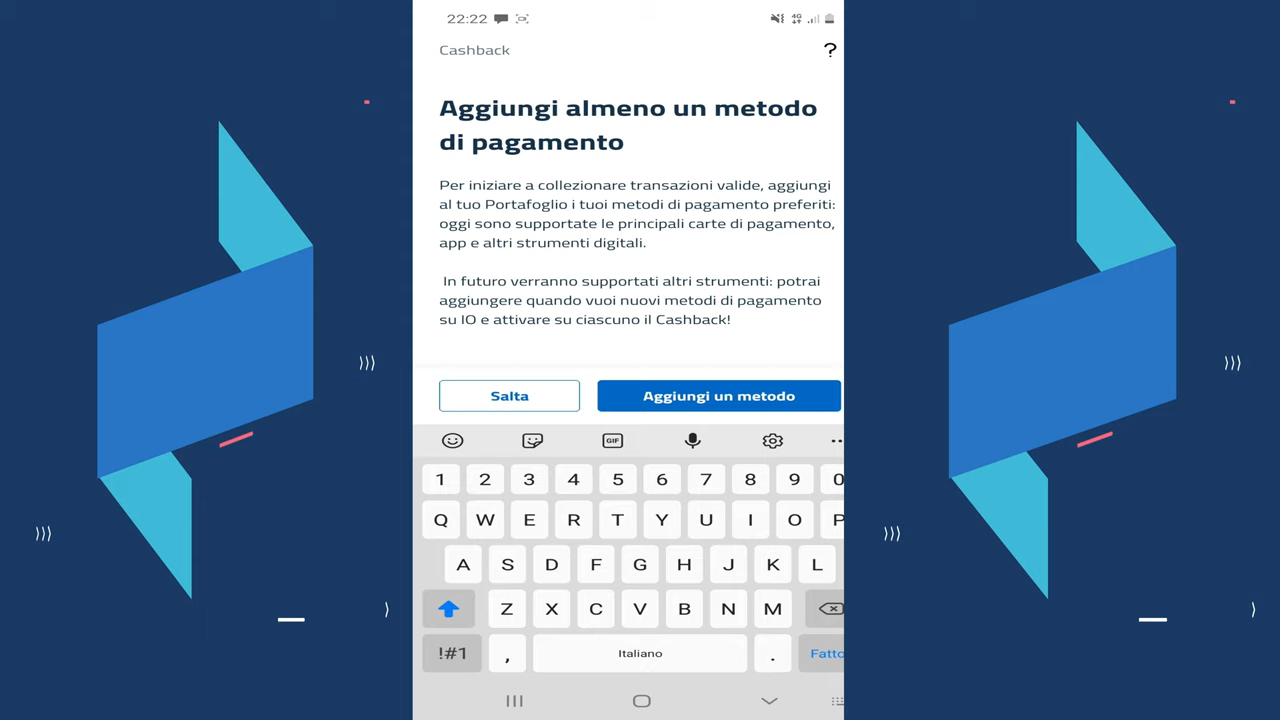 22:22 4G
Cashback ?
Aggiungi almeno un metodo
di pagamento
Per iniziare a collezionare transazioni valide, aggiungi
al tuo Portafoglio i tuoi metodi di pagamento preferiti:
oggi sono supportate le principali carte di pagamento,
app e altri strumenti digitali.
In futuro verranno supportati altri strumenti: potrai
aggiungere quando vuoi nuovi metodi di pagamento
su IO e attivare su ciascuno il Cashback!
Salta Aggiungi un metodo
GIF
1 2 3 4 5 6 7 8 9 0
Q W E R T Y U I O P
A S D F G H J K L
Z X C V B N M
!#1 , Italiano . Fatto